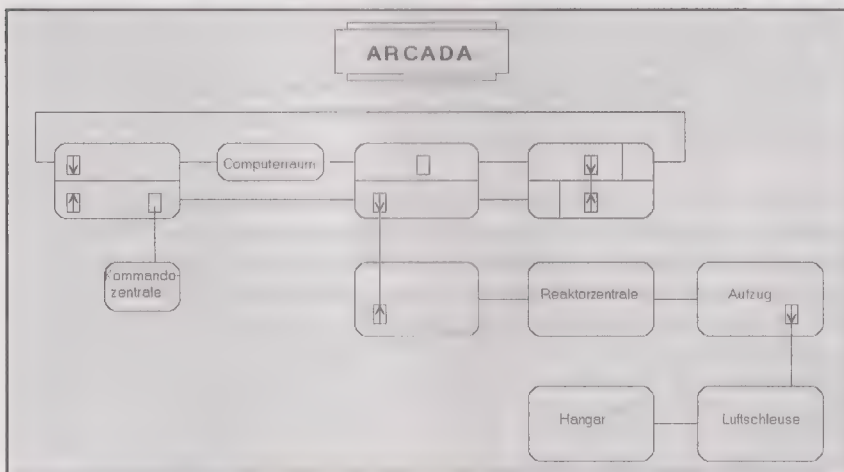 ARCADA
Computerraum
Kommando-
zentrale
Reaktorzentrale
Aufzug
Hangar
Luftschleuse